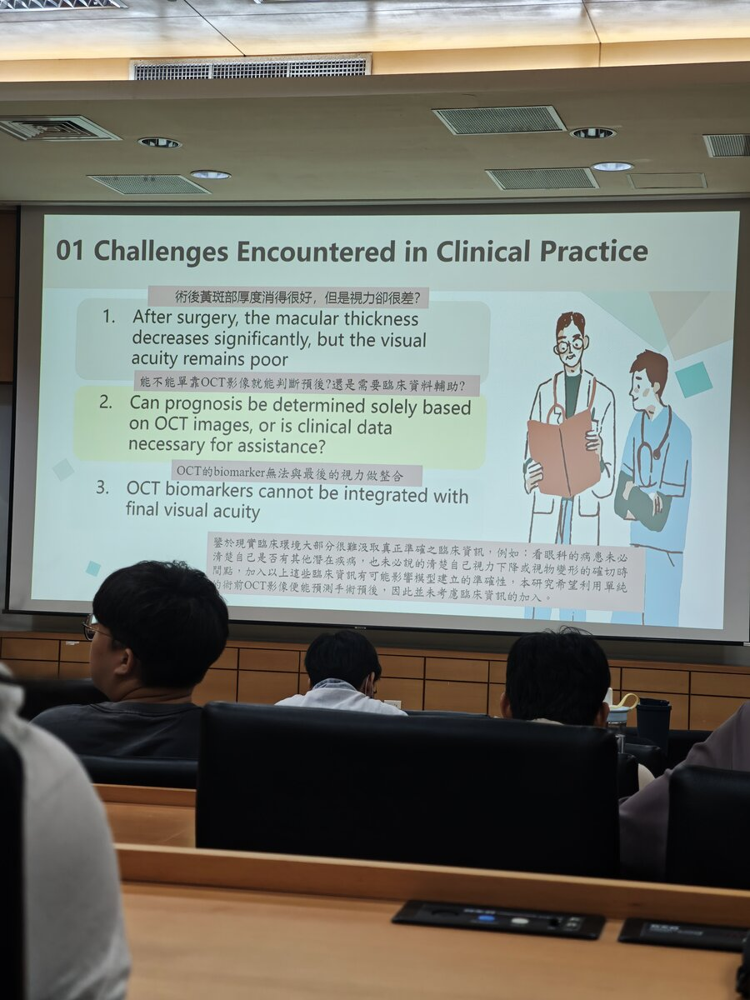 01 Challenges Encountered in Clinical Practice
術後黃斑部厚度消得很好，但是視力卻很差?
1. After surgery, the macular thickness
decreases significantly, but the visual
acuity remains poor
能不能單靠OCT影像就能判斷預後?還是需要臨床資料輔助?
2. Can prognosis be determined solely based
on OCT images, or is clinical data
necessary for assistance?
OCT的biomarker無法與最後的視力做整合
3. OCT biomarkers cannot be integrated with
final visual acuity
鑒於現實臨床環境大部分很難汲取真正準確之臨床資訊，例如：看眼科的病患未必
清楚自己是否有其他潛在疾病，也未必說的清楚自己視力下降或視物變形的確切時
間點，加入以上這些臨床資訊有可能影響模型建立的準確性，本研究希望利用單純
的術前OCT影像便能預測手術預後，因此並未考慮臨床資訊的加入。